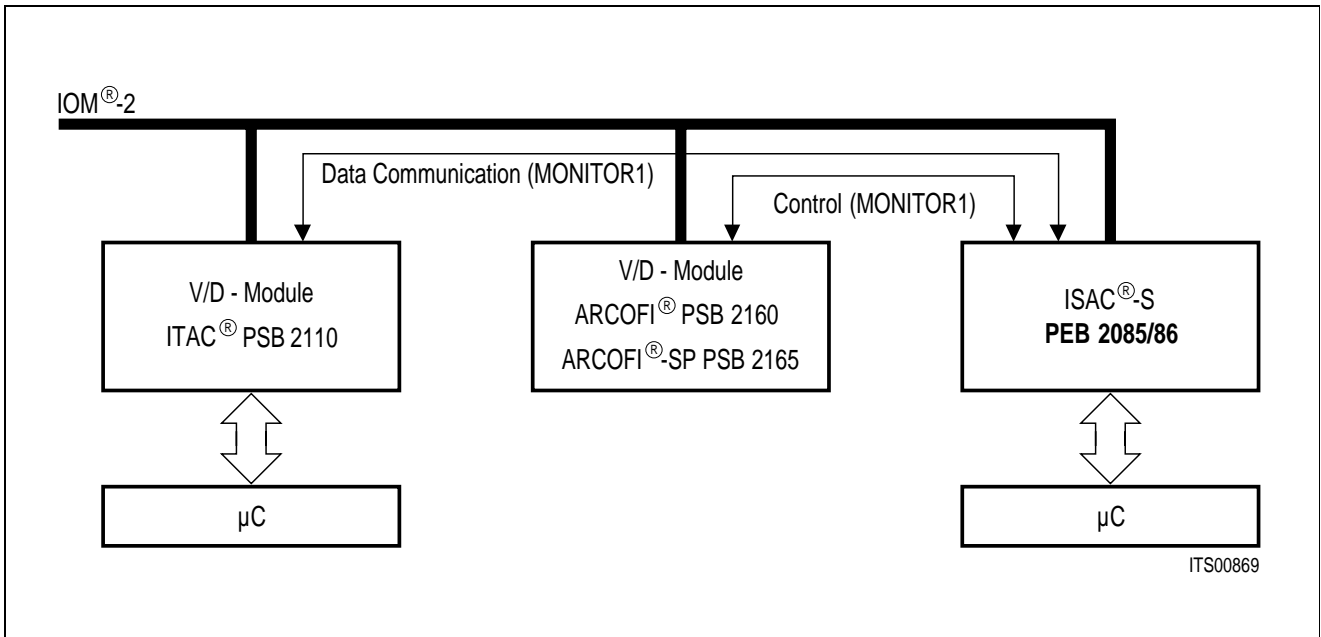 IOM®-2
Data Communication (MONITOR1)
Control (MONITOR1)
V/D - Module
ITAC® PSB 2110
V/D - Module
ARCOFI® PSB 2160
ARCOFI®-SP PSB 2165
ISAC®-S
PEB 2085/86
µC
µC
ITS00869